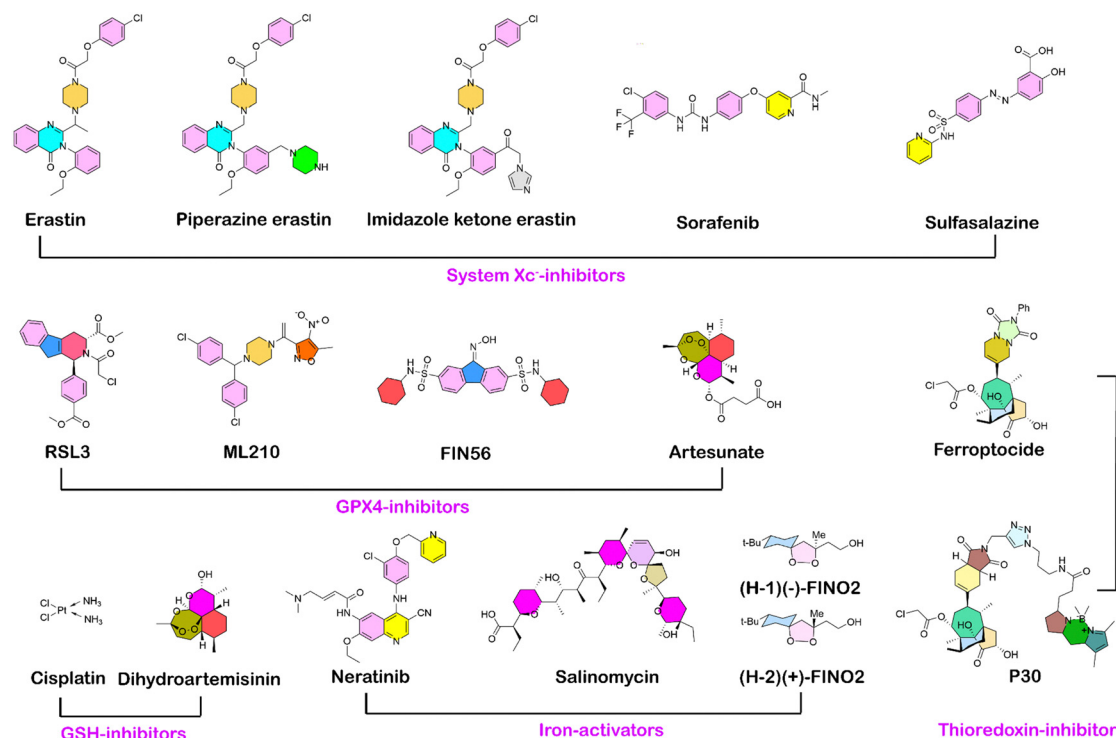 Erastin
Piperazine erastin
Imidazole ketone erastin
Sorafenib
Sulfasalazine
System Xc⁻-inhibitors
RSL3
ML210
FIN56
Artesunate
Ferroptocide
GPX4-inhibitors
Cisplatin
Dihydroartemisinin
Neratinib
Salinomycin
(H-1)(-)-FINO2
(H-2)(+)-FINO2
P30
GSH-inhibitors
Iron-activators
Thioredoxin-inhibitor